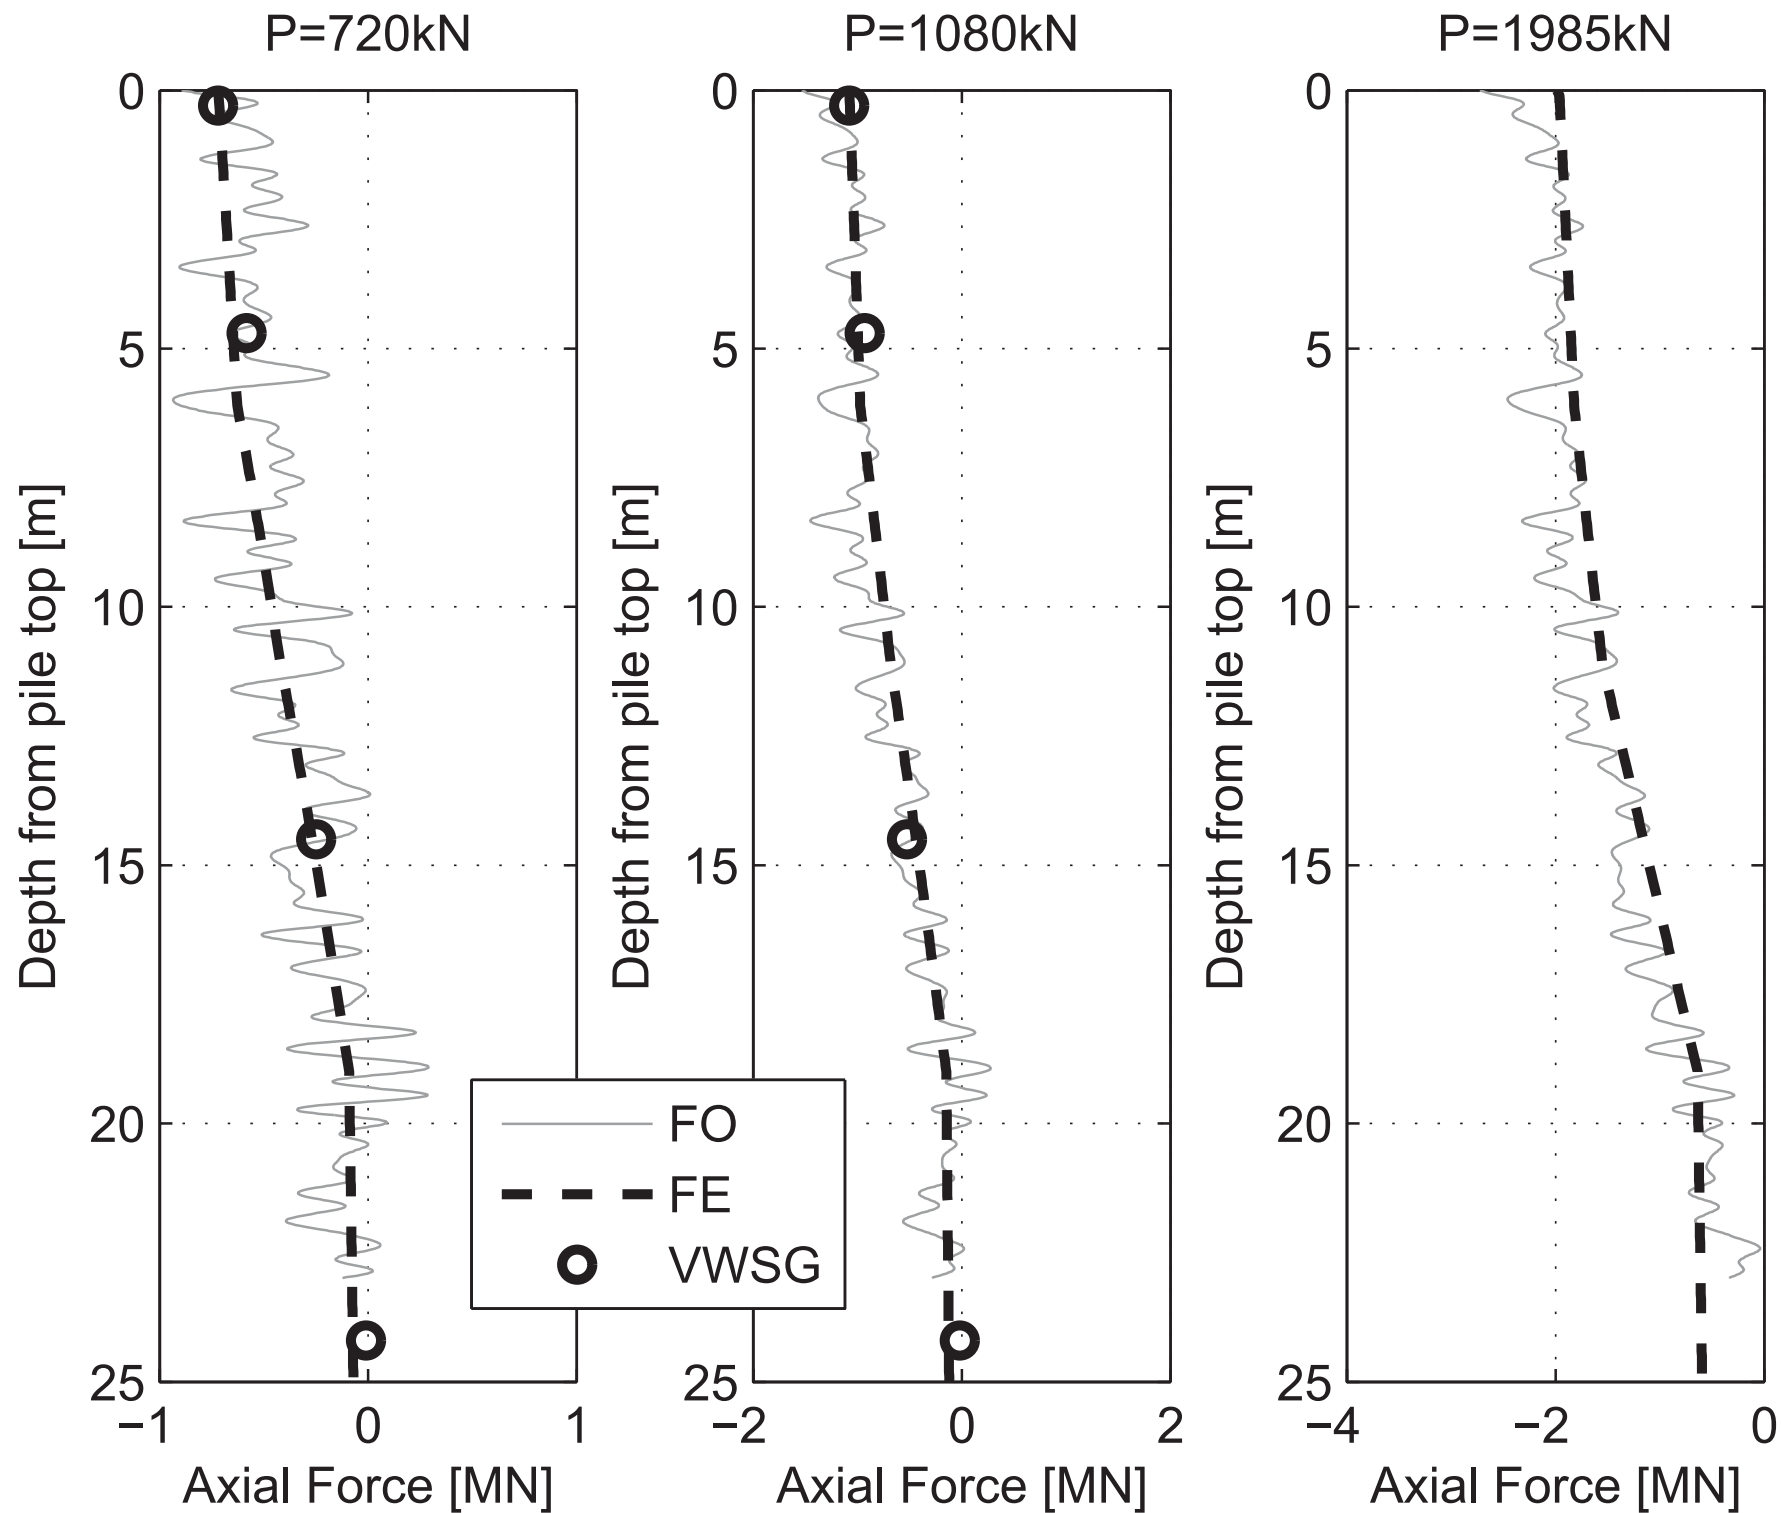 P=720kN
P=1080kN
P=1985kN
0
5
10
15
20
25
−1
0
1
Depth from pile top [m]
Axial Force [MN]
0
5
10
15
20
25
−2
0
2
Depth from pile top [m]
Axial Force [MN]
0
5
10
15
20
25
−4
−2
0
Depth from pile top [m]
Axial Force [MN]
FO
FE
VWSG